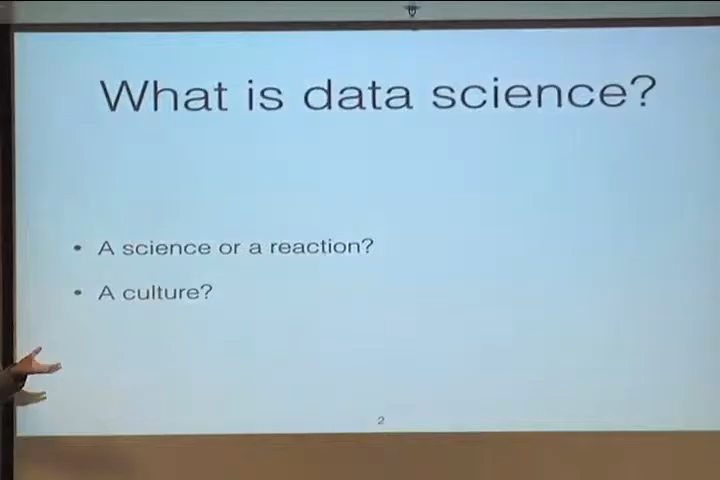 What is data science?
• A science or a reaction?
• A culture?
2